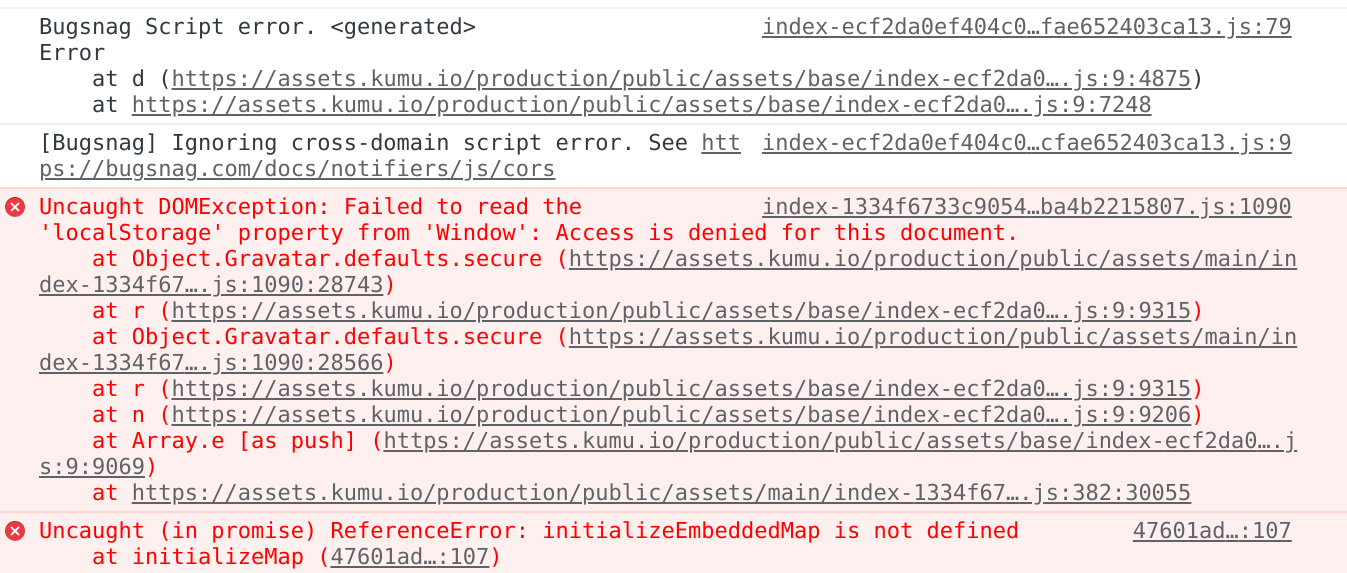 Bugsnag Script error. <generated> index-ecf2da0ef404c0…fae652403ca13.js:79
Error
at d (https://assets.kumu.io/production/public/assets/base/index-ecf2da0….js:9:4875)
at https://assets.kumu.io/production/public/assets/base/index-ecf2da0….js:9:7248
[Bugsnag] Ignoring cross-domain script error. See htt index-ecf2da0ef404c0…cfae652403ca13.js:9
ps://bugsnag.com/docs/notifiers/js/cors
Uncaught DOMException: Failed to read the index-1334f6733c9054…ba4b2215807.js:1090
'localStorage' property from 'Window': Access is denied for this document.
at Object.Gravatar.defaults.secure (https://assets.kumu.io/production/public/assets/main/in
dex-1334f67….js:1090:28743)
at r (https://assets.kumu.io/production/public/assets/base/index-ecf2da0….js:9:9315)
at Object.Gravatar.defaults.secure (https://assets.kumu.io/production/public/assets/main/in
dex-1334f67….js:1090:28566)
at r (https://assets.kumu.io/production/public/assets/base/index-ecf2da0….js:9:9315)
at n (https://assets.kumu.io/production/public/assets/base/index-ecf2da0….js:9:9206)
at Array.e [as push] (https://assets.kumu.io/production/public/assets/base/index-ecf2da0….j
s:9:9069)
at https://assets.kumu.io/production/public/assets/main/index-1334f67….js:382:30055
Uncaught (in promise) ReferenceError: initializeEmbeddedMap is not defined 47601ad…:107
at initializeMap (47601ad…:107)